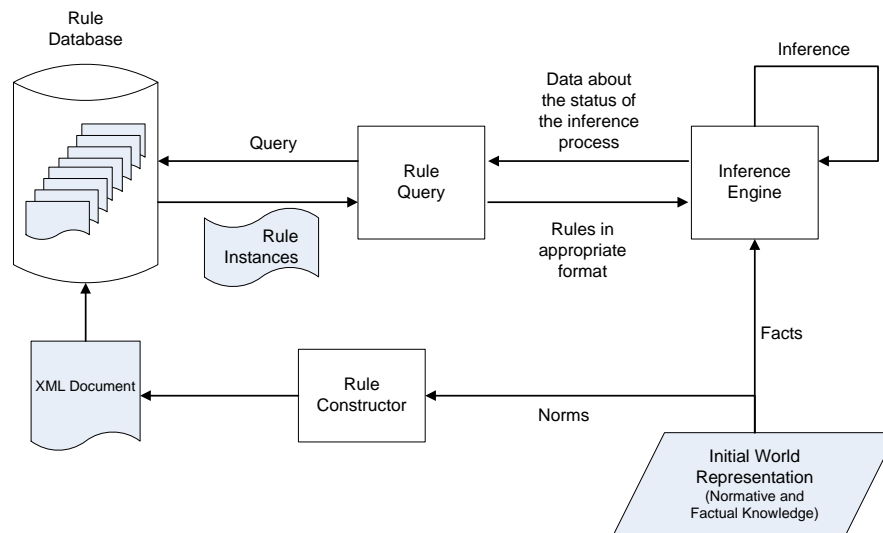 Rule
Database
Inference
Data about
the status of
the inference
process
Query
Rule
Query
Inference
Engine
Rule
Instances
Rules in
appropriate
format
Facts
XML Document
Rule
Constructor
Norms
Initial World
Representation
(Normative and
Factual Knowledge)